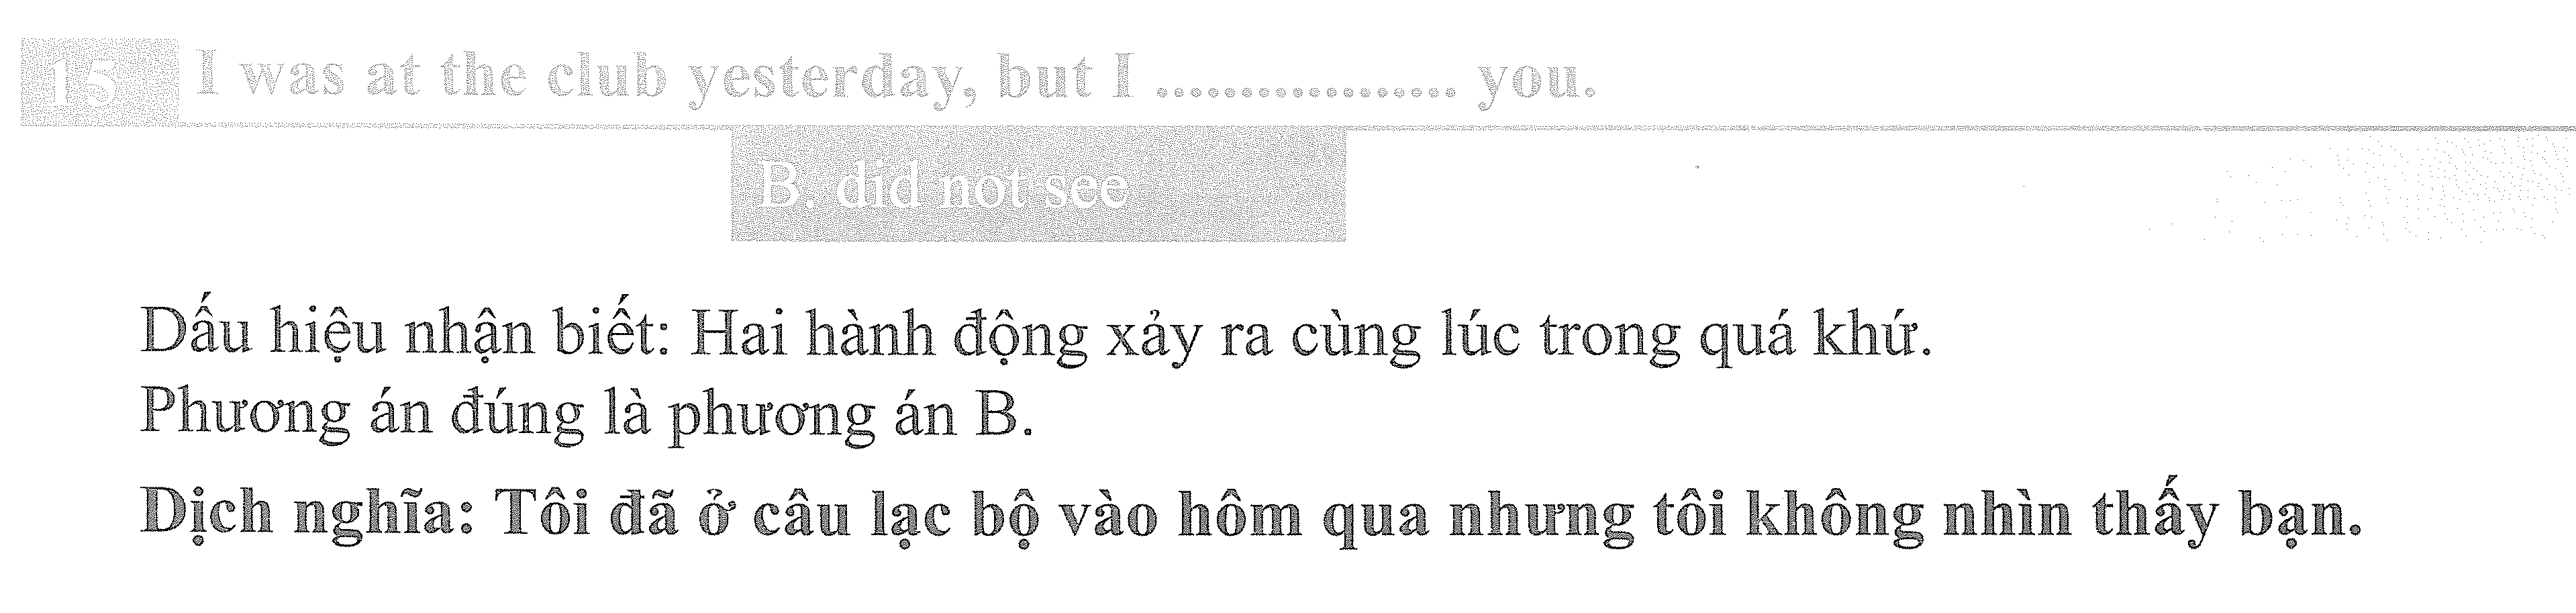 15 I was at the club yesterday, but I .................. you.
B. did not see
Dấu hiệu nhận biết: Hai hành động xảy ra cùng lúc trong quá khứ.
Phương án đúng là phương án B.
Dịch nghĩa: Tôi đã ở câu lạc bộ vào hôm qua nhưng tôi không nhìn thấy bạn.